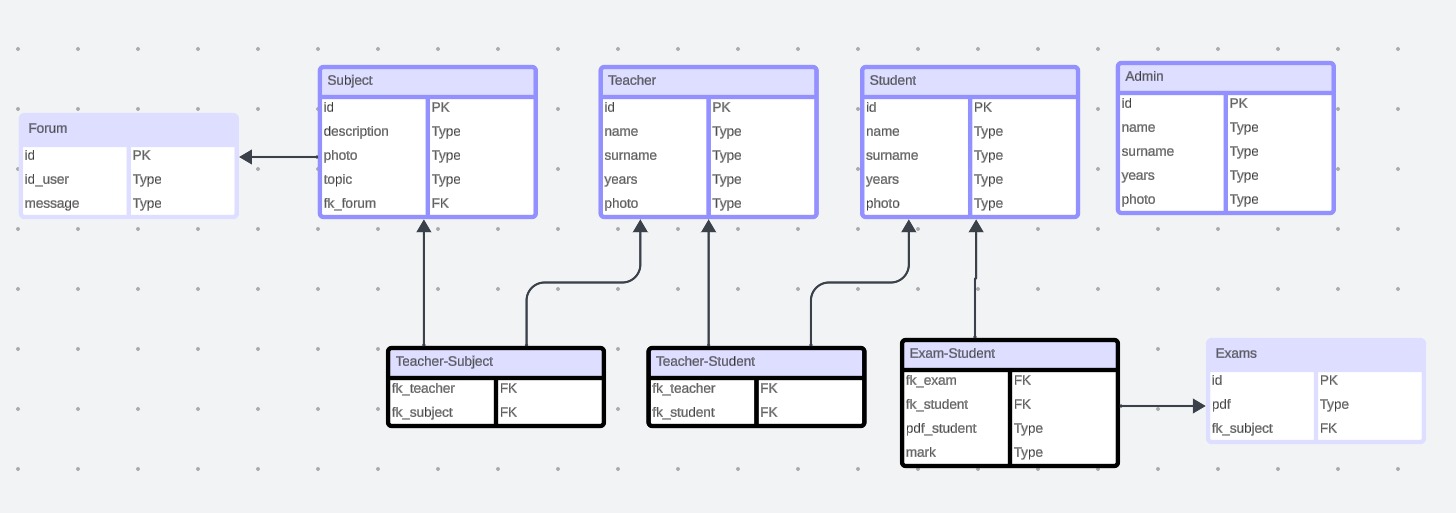 Forum
id PK
id_user Type
message Type
Subject
id PK
description Type
photo Type
topic Type
fk_forum FK
Teacher
id PK
name Type
surname Type
years Type
photo Type
Student
id PK
name Type
surname Type
years Type
photo Type
Admin
id PK
name Type
surname Type
years Type
photo Type
Teacher-Subject
fk_teacher FK
fk_subject FK
Teacher-Student
fk_teacher FK
fk_student FK
Exam-Student
fk_exam FK
fk_student FK
pdf_student Type
mark Type
Exams
id PK
pdf Type
fk_subject FK